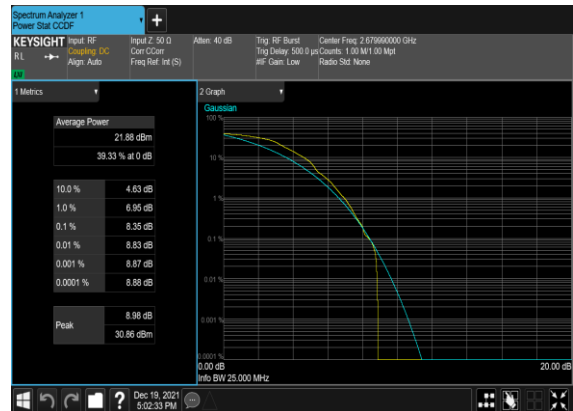 Spectrum Analyzer 1
Power Stat CCDF
+
KEYSIGHT Input: RF Input Z: 50 Ω Atten: 40 dB Trig: RF Burst Center Freq: 2.679990000 GHz
RL Coupling: DC Corr CCorr Trig Delay: 500.0 µs Counts: 1.00 M/1.00 Mpt
Align: Auto Freq Ref: Int (S) #IF Gain: Low Radio Std: None
LXI
1 Metrics
2 Graph
Average Power
21.88 dBm
39.33 % at 0 dB
10.0 % 4.63 dB
1.0 % 6.95 dB
0.1 % 8.35 dB
0.01 % 8.83 dB
0.001 % 8.87 dB
0.0001 % 8.88 dB
Peak 8.98 dB
30.86 dBm
Gaussian
100 %
10 %
1 %
0.1 %
0.01 %
0.001 %
0.0001 %
0.00 dB 20.00 dB
Info BW 25.000 MHz
? Dec 19, 2021
5:02:33 PM